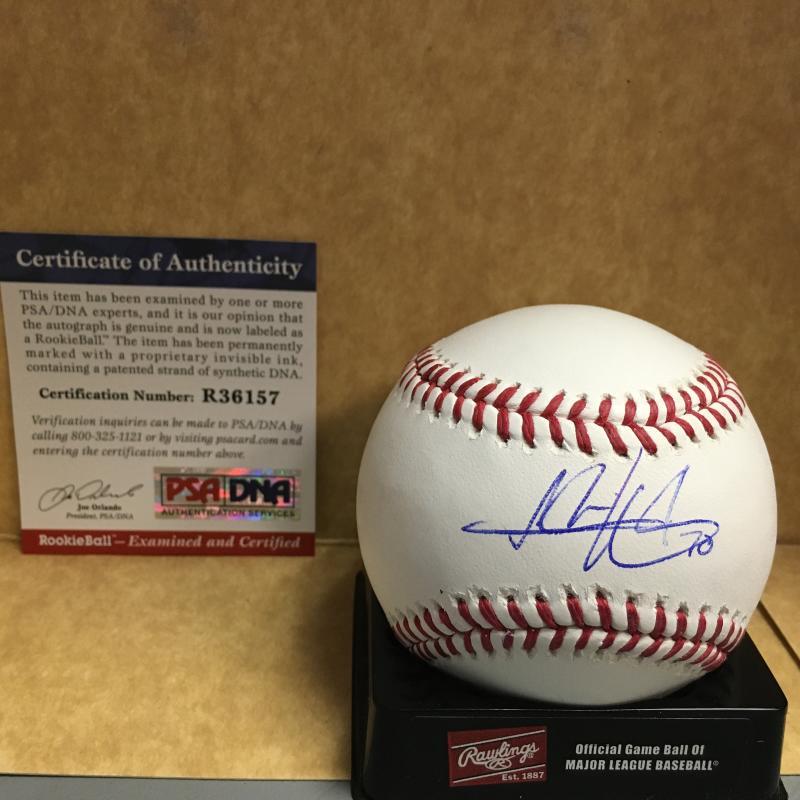 Certificate of Authenticity
This item has been examined by one or more
PSA/DNA experts, and it is our opinion that
the autograph is genuine and is now labeled as
a RookieBall.™ The item has been permanently
marked with a proprietary invisible ink,
containing a patented strand of synthetic DNA.
Certification Number: R36157
Verification inquiries can be made to PSA/DNA by
calling 800-325-1121 or by visiting psacard.com and
entering the certification number above.
Joe Orlando
President, PSA/DNA
PSA DNA
AUTHENTICATION SERVICES
RookieBall™ — Examined and Certified
Rawlings®
Est. 1887
Official Game Ball Of
MAJOR LEAGUE BASEBALL®